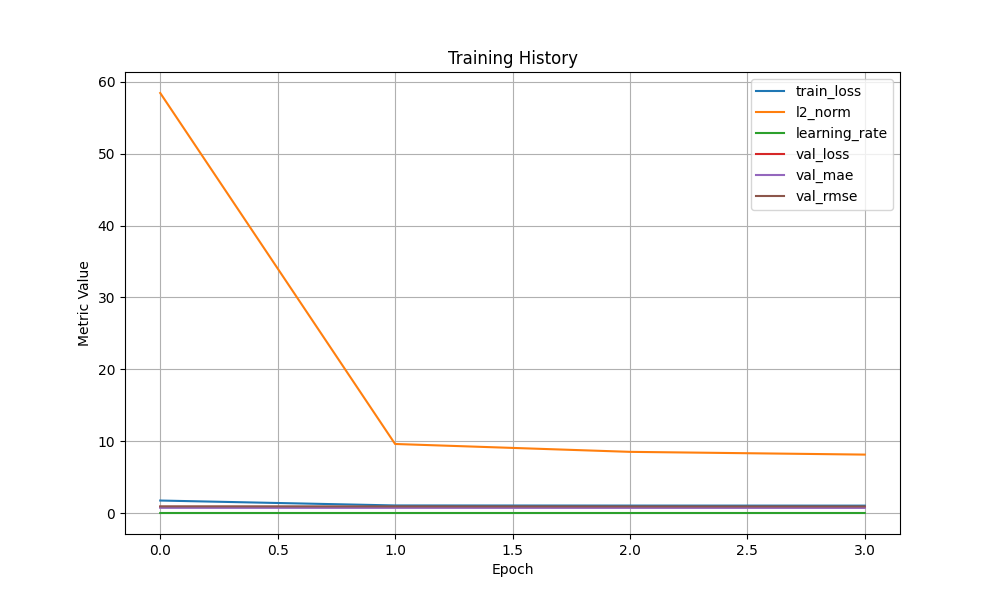 Training History
60
50
40
30
20
10
0
Metric Value
train_loss
l2_norm
learning_rate
val_loss
val_mae
val_rmse
0.0 0.5 1.0 1.5 2.0 2.5 3.0
Epoch